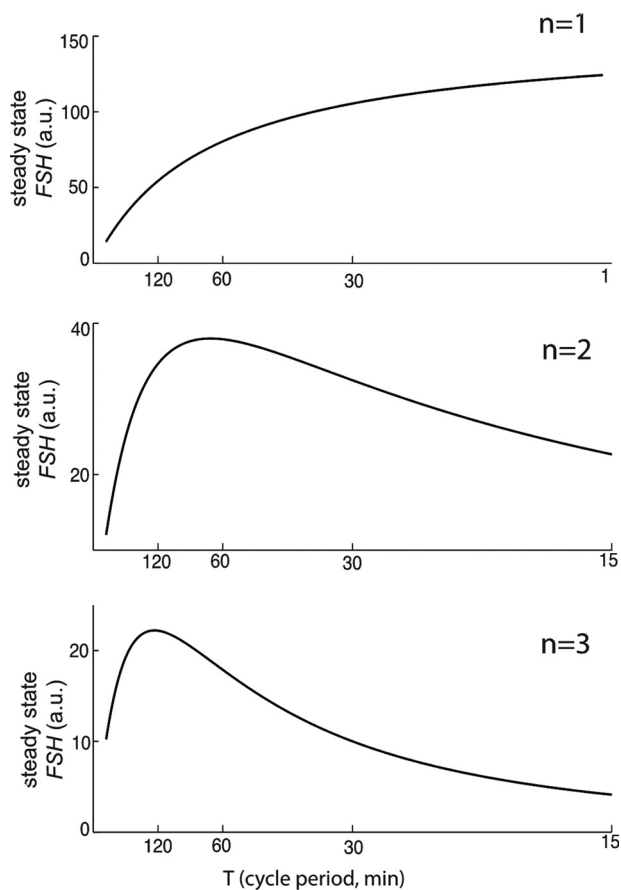 n=1
150
100
50
0
steady state
FSH (a.u.)
120 60 30 1
n=2
40
20
steady state
FSH (a.u.)
120 60 30 15
n=3
20
10
0
steady state
FSH (a.u.)
120 60 30 15
T (cycle period, min)